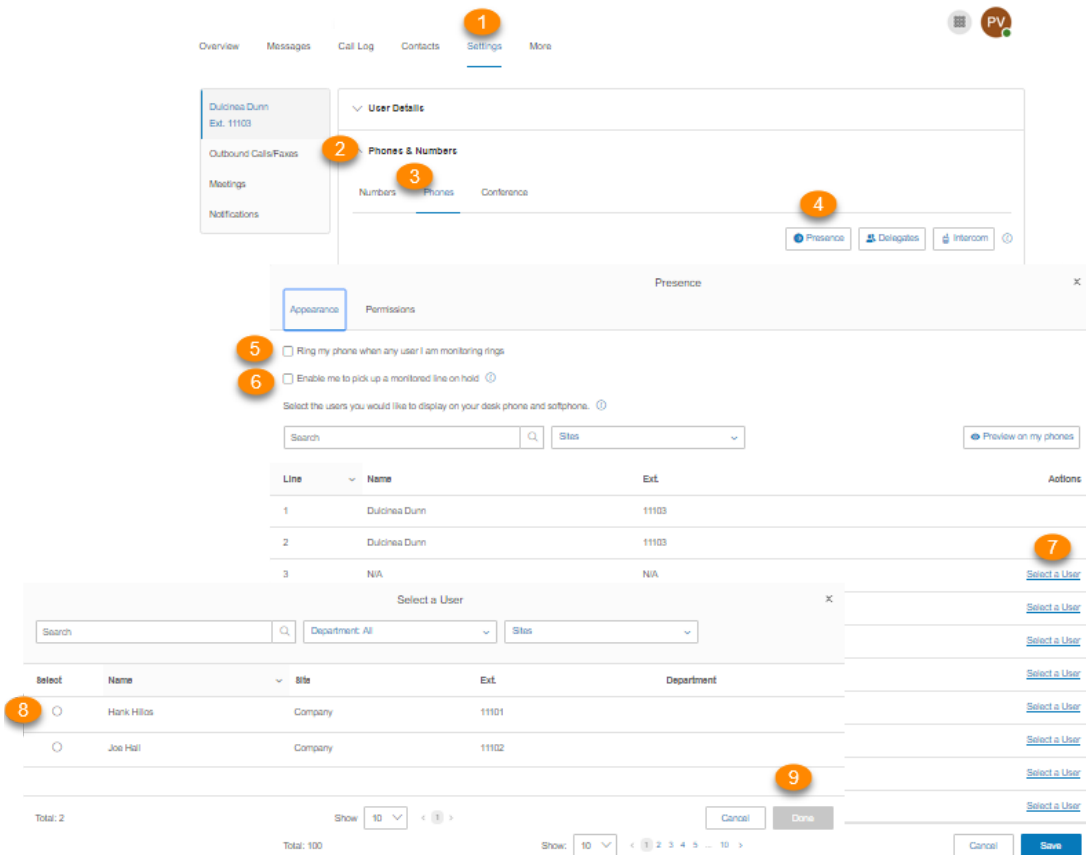 1
PV
Overview Messages Call Log Contacts Settings More
Dulcinea Dunn
Ext. 11103
Outbound Calls/Faxes
Meetings
Notifications
User Details
2 Phones & Numbers
3
Numbers Phones Conference
4
Presence Delegates Intercom
Presence
Appearance Permissions
5 Ring my phone when any user I am monitoring rings
6 Enable me to pick up a monitored line on hold
Select the users you would like to display on your desk phone and softphone.
Search Sites Preview on my phones
Line Name Ext. Actions
1 Dulcinea Dunn 11103
2 Dulcinea Dunn 11103
7
3 N/A N/A Select a User
Select a User
Select a User
Select a User
Select a User
Select a User
Select a User
Select a User
Select a User
Search Department: All Sites
Select Name Site Ext. Department
8 Hank Hillos Company 11101
Joe Hall Company 11102
9
Total: 2 Show 10 1 Cancel Done
Total: 100 Show: 10 1 2 3 4 5 ... 10 Cancel Save